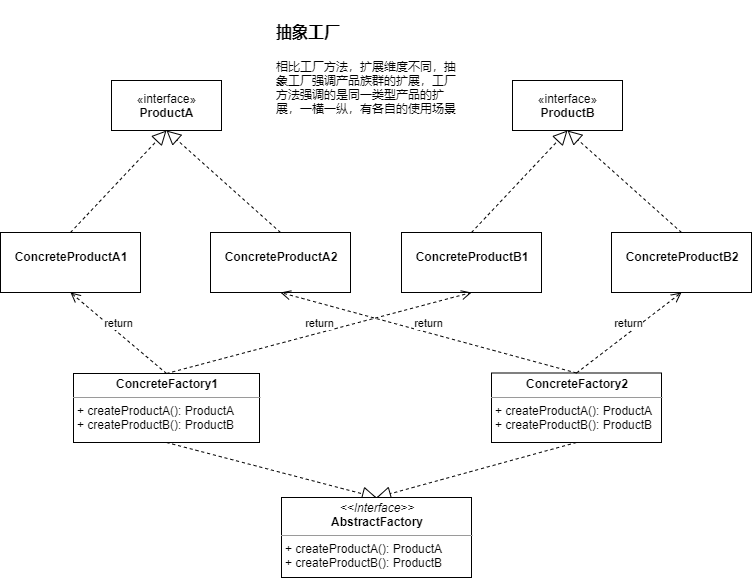 抽象工厂
相比工厂方法，扩展维度不同，抽
象工厂强调产品族群的扩展，工厂
方法强调的是同一类型产品的扩
展，一横一纵，有各自的使用场景
«interface»
ProductA
«interface»
ProductB
ConcreteProductA1
ConcreteProductA2
ConcreteProductB1
ConcreteProductB2
return
return
return
return
ConcreteFactory1
+ createProductA(): ProductA
+ createProductB(): ProductB
ConcreteFactory2
+ createProductA(): ProductA
+ createProductB(): ProductB
<<Interface>>
AbstractFactory
+ createProductA(): ProductA
+ createProductB(): ProductB